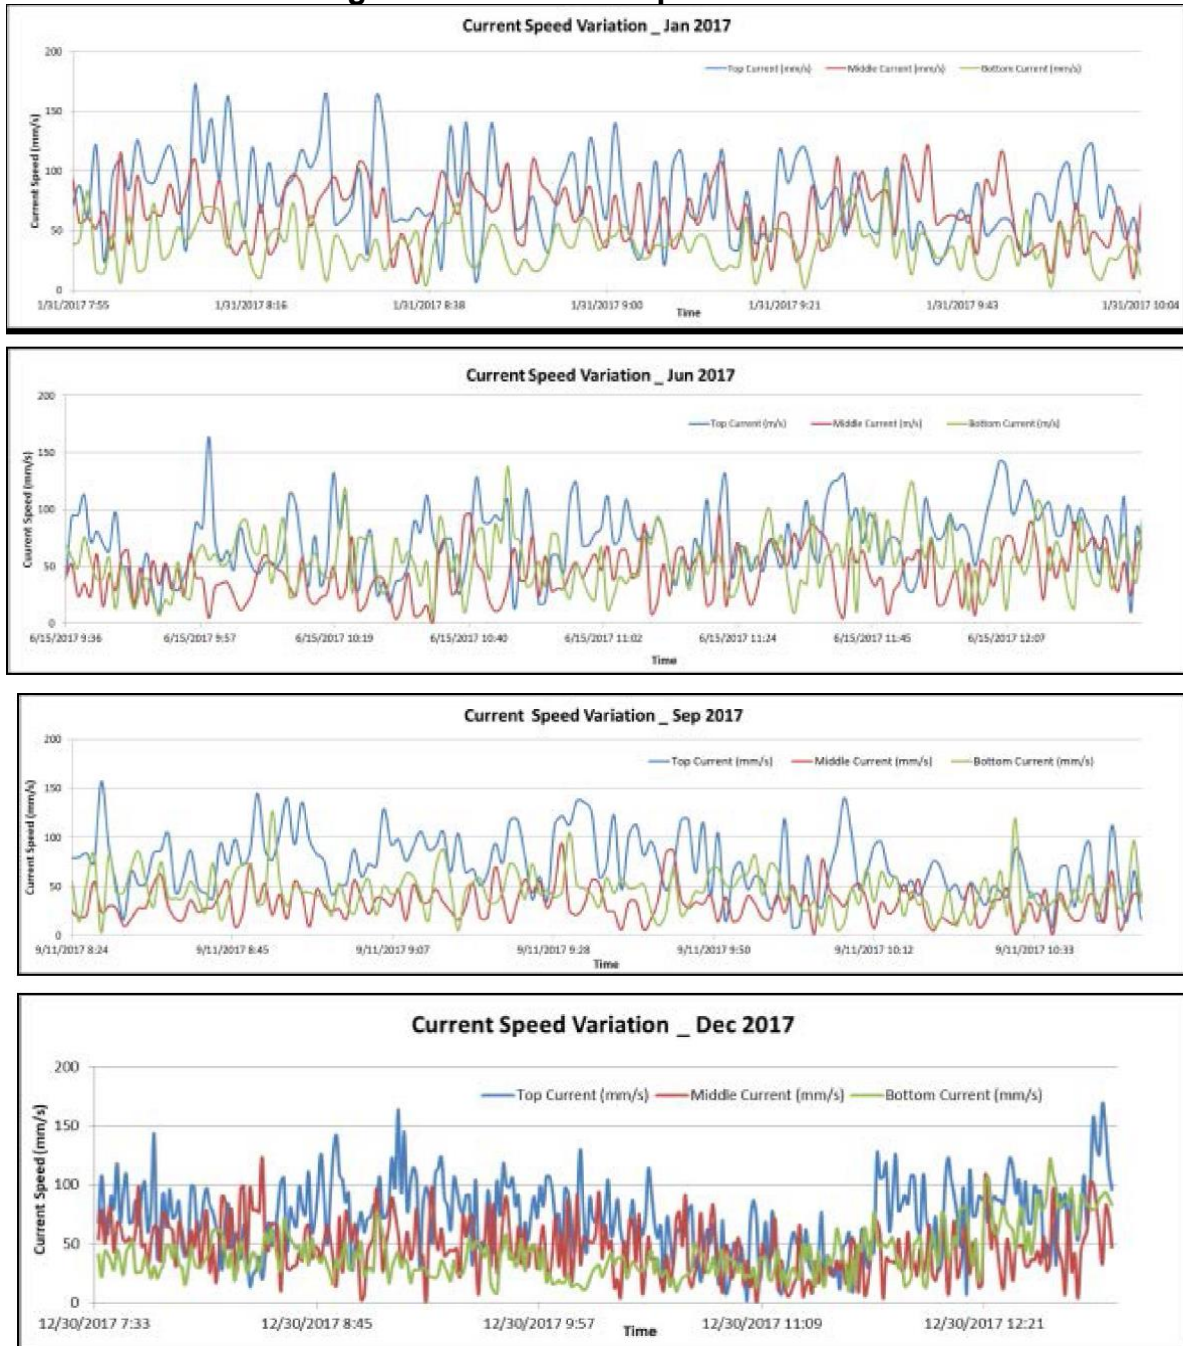 Current Speed Variation _ Jan 2017
200
Top Current (mm/s) Middle Current (mm/s) Bottom Current (mm/s)
150
100
50
0
Current Speed (mm/s)
1/31/2017 7:55 1/31/2017 8:16 1/31/2017 8:38 1/31/2017 9:00 1/31/2017 9:21 1/31/2017 9:43 1/31/2017 10:04
Time
Current Speed Variation _ Jun 2017
200
Top Current (m/s) Middle Current (m/s) Bottom Current (m/s)
150
100
50
0
Cuurent Speed (mm/s)
6/15/2017 9:36 6/15/2017 9:57 6/15/2017 10:19 6/15/2017 10:40 6/15/2017 11:02 6/15/2017 11:24 6/15/2017 11:45 6/15/2017 12:07
Time
Current Speed Variation _ Sep 2017
200
Top Current (mm/s) Middle Current (mm/s) Bottom Current (mm/s)
150
100
50
0
Current Speed (mm/s)
9/11/2017 8:24 9/11/2017 8:45 9/11/2017 9:07 9/11/2017 9:28 9/11/2017 9:50 9/11/2017 10:12 9/11/2017 10:33
Time
Current Speed Variation _ Dec 2017
200
Top Current (mm/s) Middle Current (mm/s) Bottom Current (mm/s)
150
100
50
0
Current Speed (mm/s)
12/30/2017 7:33 12/30/2017 8:45 12/30/2017 9:57 12/30/2017 11:09 12/30/2017 12:21
Time